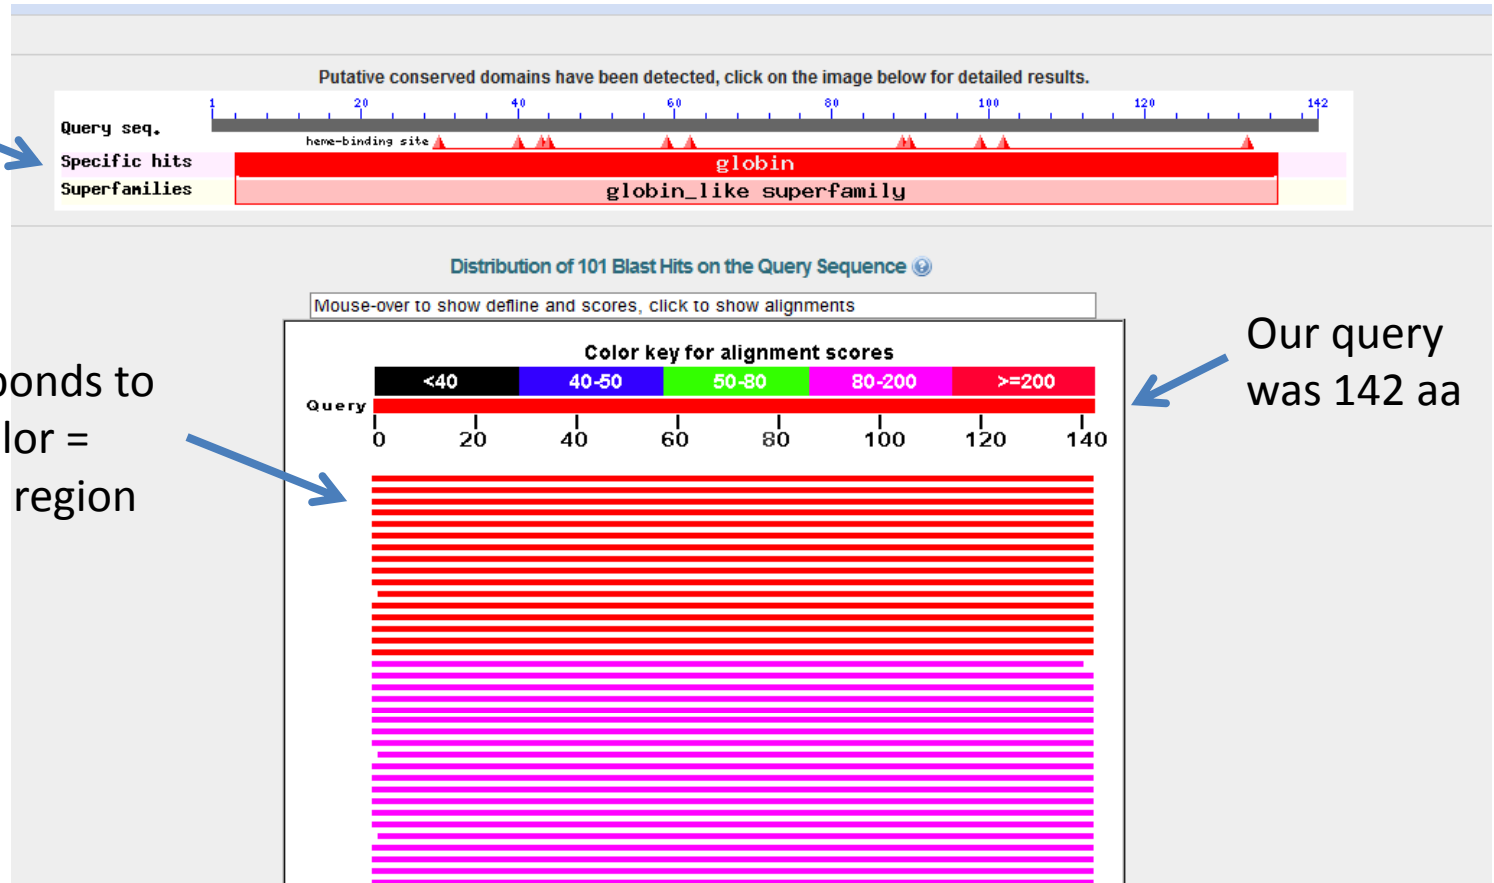 Putative conserved domains have been detected, click on the image below for detailed results.
1 20 40 60 80 100 120 142
Query seq.
heme-binding site
Specific hits globin
Superfamilies globin_like superfamily
Distribution of 101 Blast Hits on the Query Sequence
Mouse-over to show defline and scores, click to show alignments
Color key for alignment scores
<40 40-50 50-80 80-200 >=200
Query
0 20 40 60 80 100 120 140
Our query
was 142 aa
ponds to
lor =
region